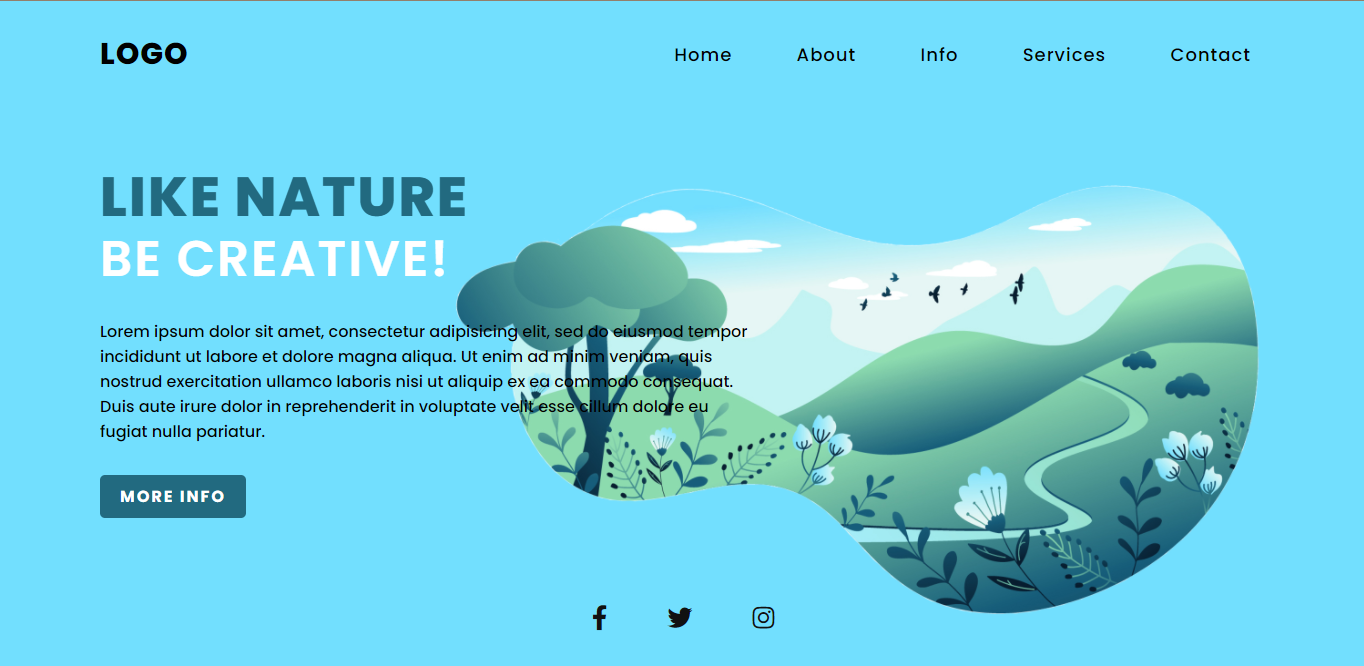 LOGO
Home About Info Services Contact
LIKE NATURE
BE CREATIVE!
Lorem ipsum dolor sit amet, consectetur adipisicing elit, sed do eiusmod tempor
incididunt ut labore et dolore magna aliqua. Ut enim ad minim veniam, quis
nostrud exercitation ullamco laboris nisi ut aliquip ex ea commodo consequat.
Duis aute irure dolor in reprehenderit in voluptate velit esse cillum dolore eu
fugiat nulla pariatur.
MORE INFO